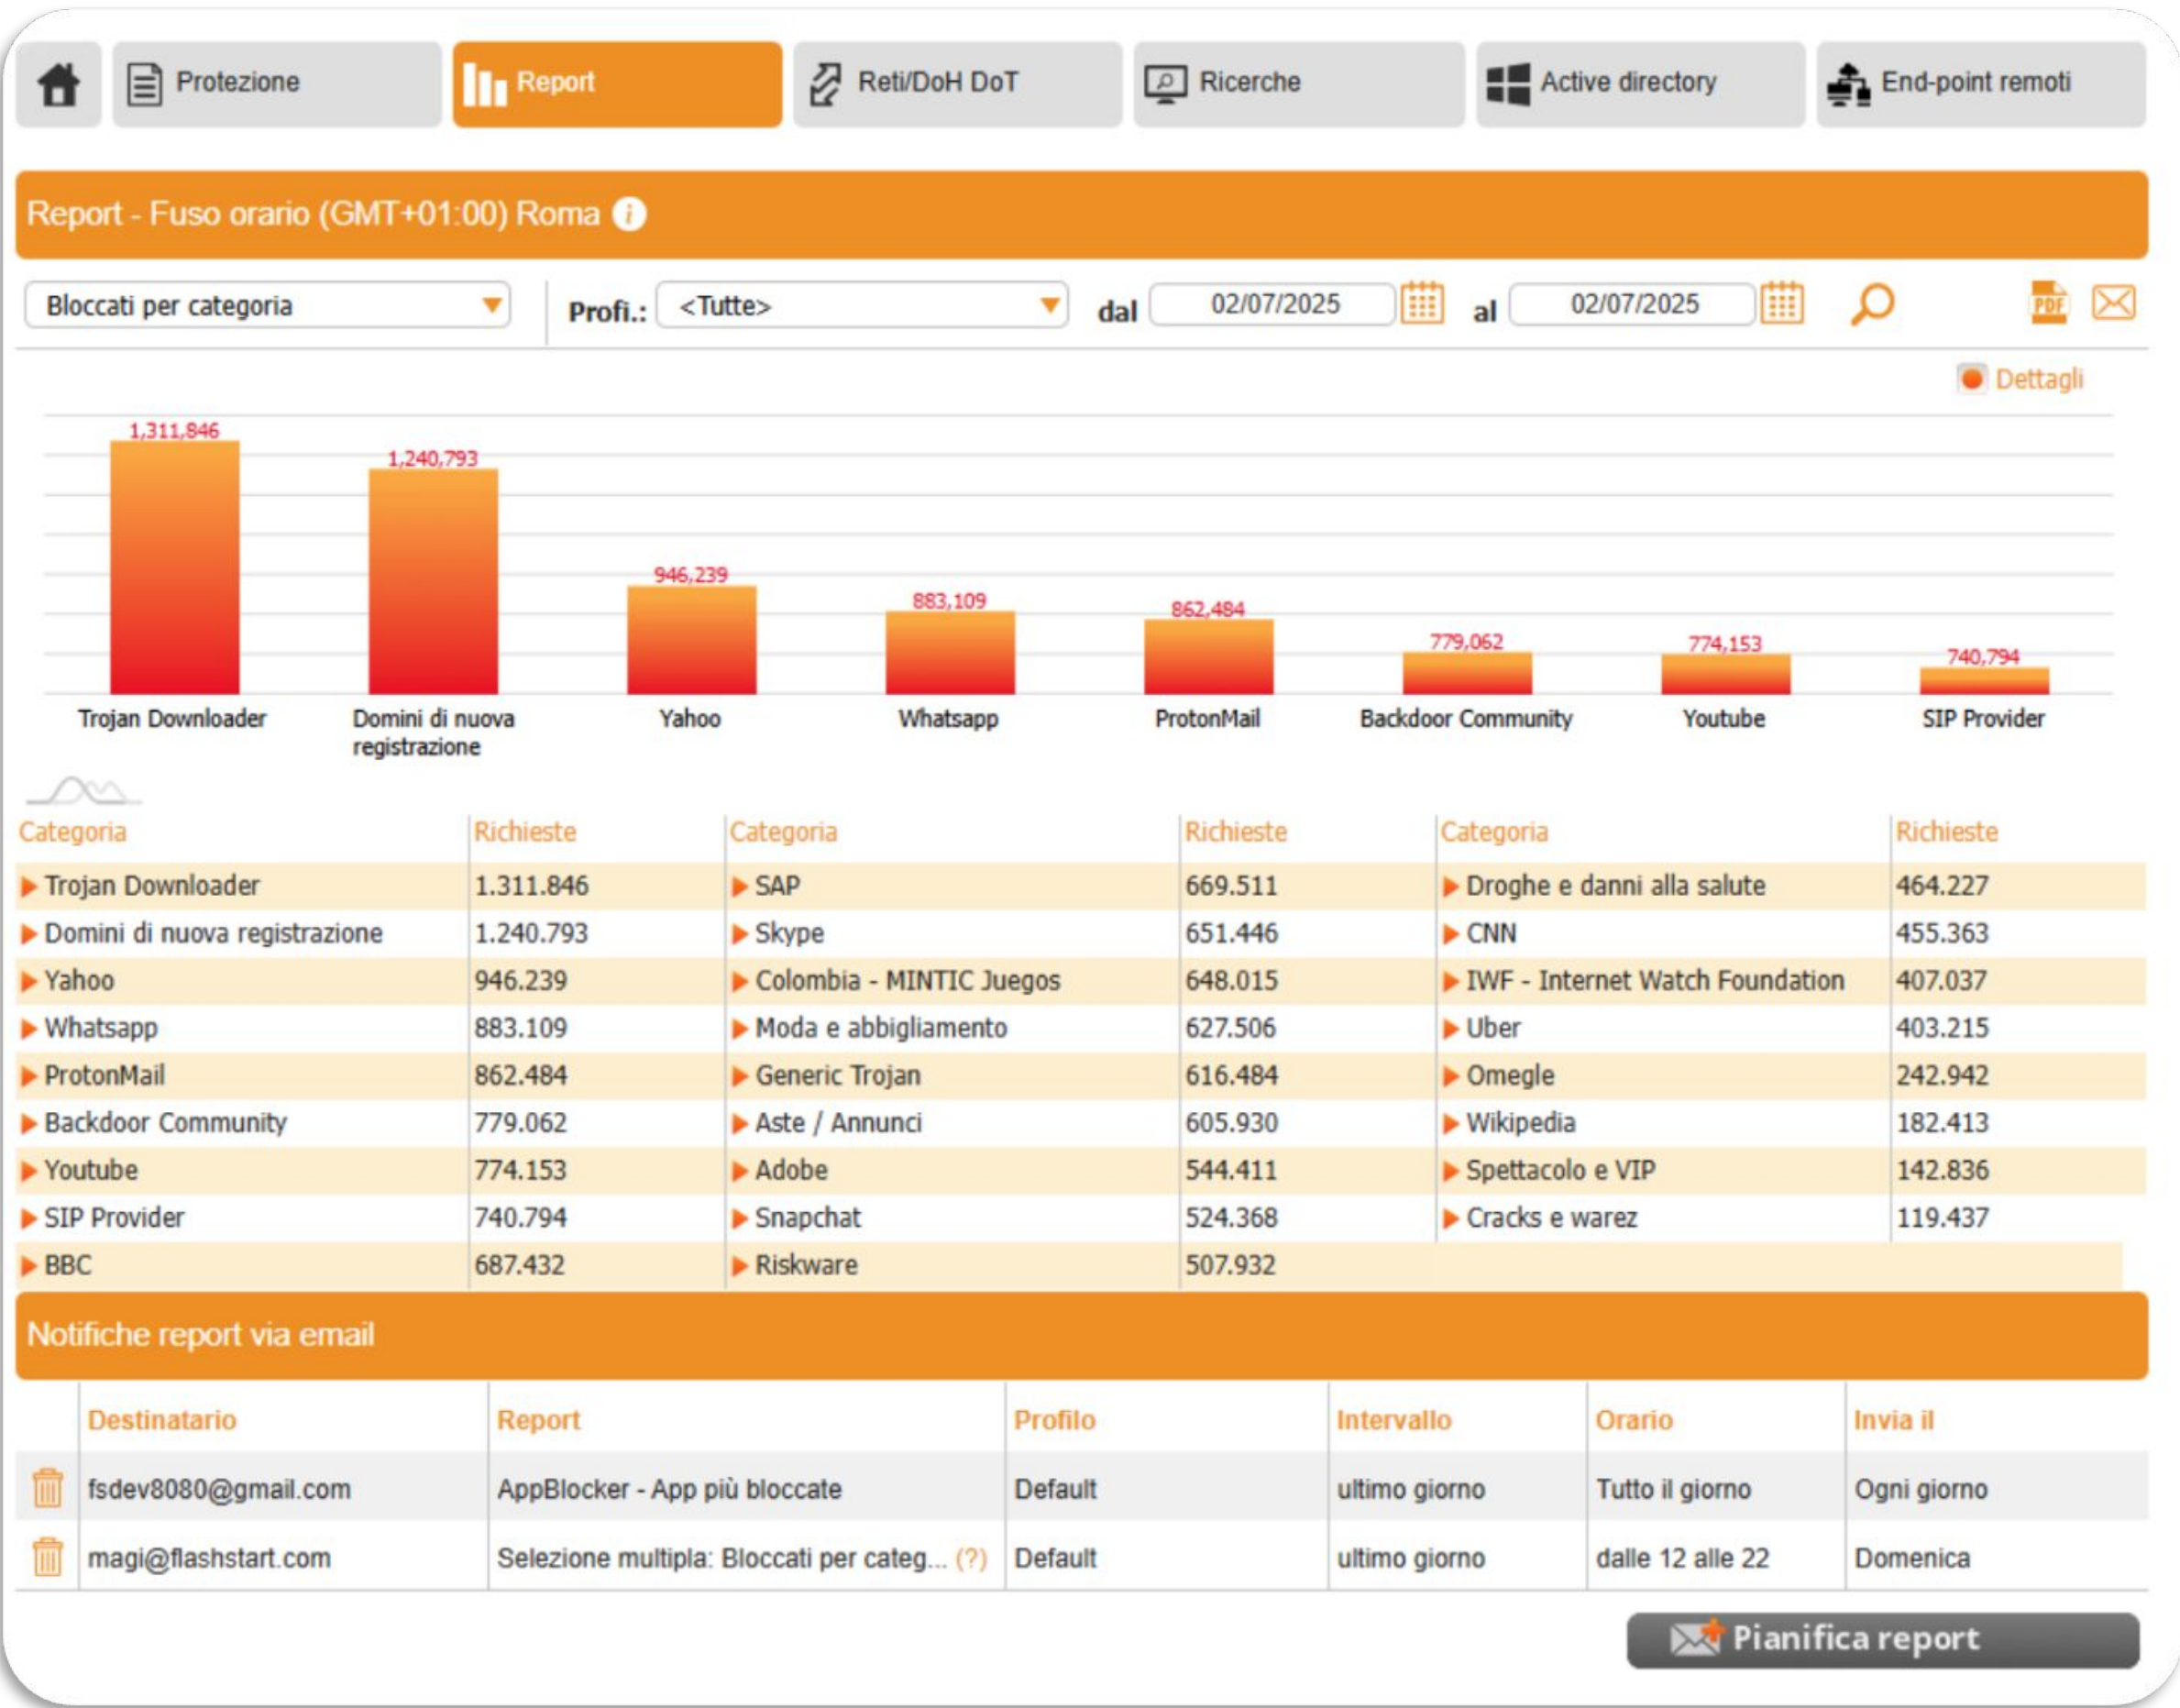 Protezione Report Reti/DoH DoT Ricerche Active directory End-point remoti
Report - Fuso orario (GMT+01:00) Roma i
Bloccati per categoria Profi.: <Tutte> dal 02/07/2025 al 02/07/2025 PDF
Dettagli
1,311,846
1,240,793
946,239
883,109
862,484
779,062
774,153
740,794
Trojan Downloader Domini di nuova Yahoo Whatsapp ProtonMail Backdoor Community Youtube SIP Provider
registrazione
Categoria Richieste Categoria Richieste Categoria Richieste
Trojan Downloader 1.311.846 SAP 669.511 Droghe e danni alla salute 464.227
Domini di nuova registrazione 1.240.793 Skype 651.446 CNN 455.363
Yahoo 946.239 Colombia - MINTIC Juegos 648.015 IWF - Internet Watch Foundation 407.037
Whatsapp 883.109 Moda e abbigliamento 627.506 Uber 403.215
ProtonMail 862.484 Generic Trojan 616.484 Omegle 242.942
Backdoor Community 779.062 Aste / Annunci 605.930 Wikipedia 182.413
Youtube 774.153 Adobe 544.411 Spettacolo e VIP 142.836
SIP Provider 740.794 Snapchat 524.368 Cracks e warez 119.437
BBC 687.432 Riskware 507.932
Notifiche report via email
Destinatario Report Profilo Intervallo Orario Invia il
fsdev8080@gmail.com AppBlocker - App più bloccate Default ultimo giorno Tutto il giorno Ogni giorno
magi@flashstart.com Selezione multipla: Bloccati per categ... (?) Default ultimo giorno dalle 12 alle 22 Domenica
Pianifica report